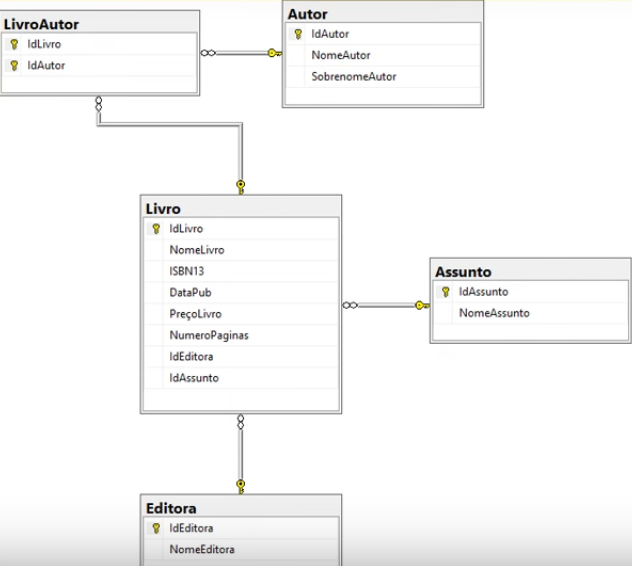 LivroAutor
IdLivro
IdAutor
Autor
IdAutor
NomeAutor
SobrenomeAutor
Livro
IdLivro
NomeLivro
ISBN13
DataPub
PreçoLivro
NumeroPaginas
IdEditora
IdAssunto
Assunto
IdAssunto
NomeAssunto
Editora
IdEditora
NomeEditora